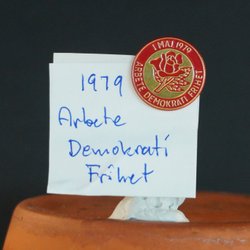 1 MAJ 1979
ARBETE DEMOKRATI FRIHET
1979
Arbete
Demokrati
Frihet